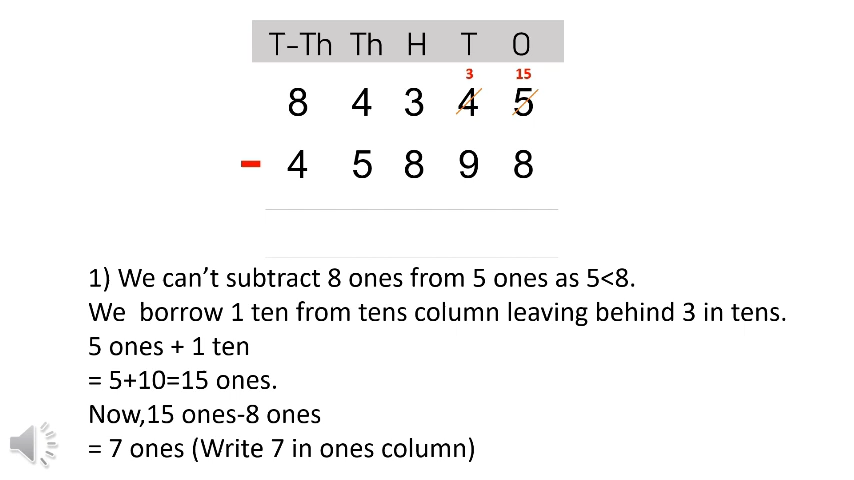 T-Th Th H T O
3 15
8 4 3 4 5
- 4 5 8 9 8
1) We can't subtract 8 ones from 5 ones as 5<8.
We borrow 1 ten from tens column leaving behind 3 in tens.
5 ones + 1 ten
= 5+10=15 ones.
Now,15 ones-8 ones
= 7 ones (Write 7 in ones column)